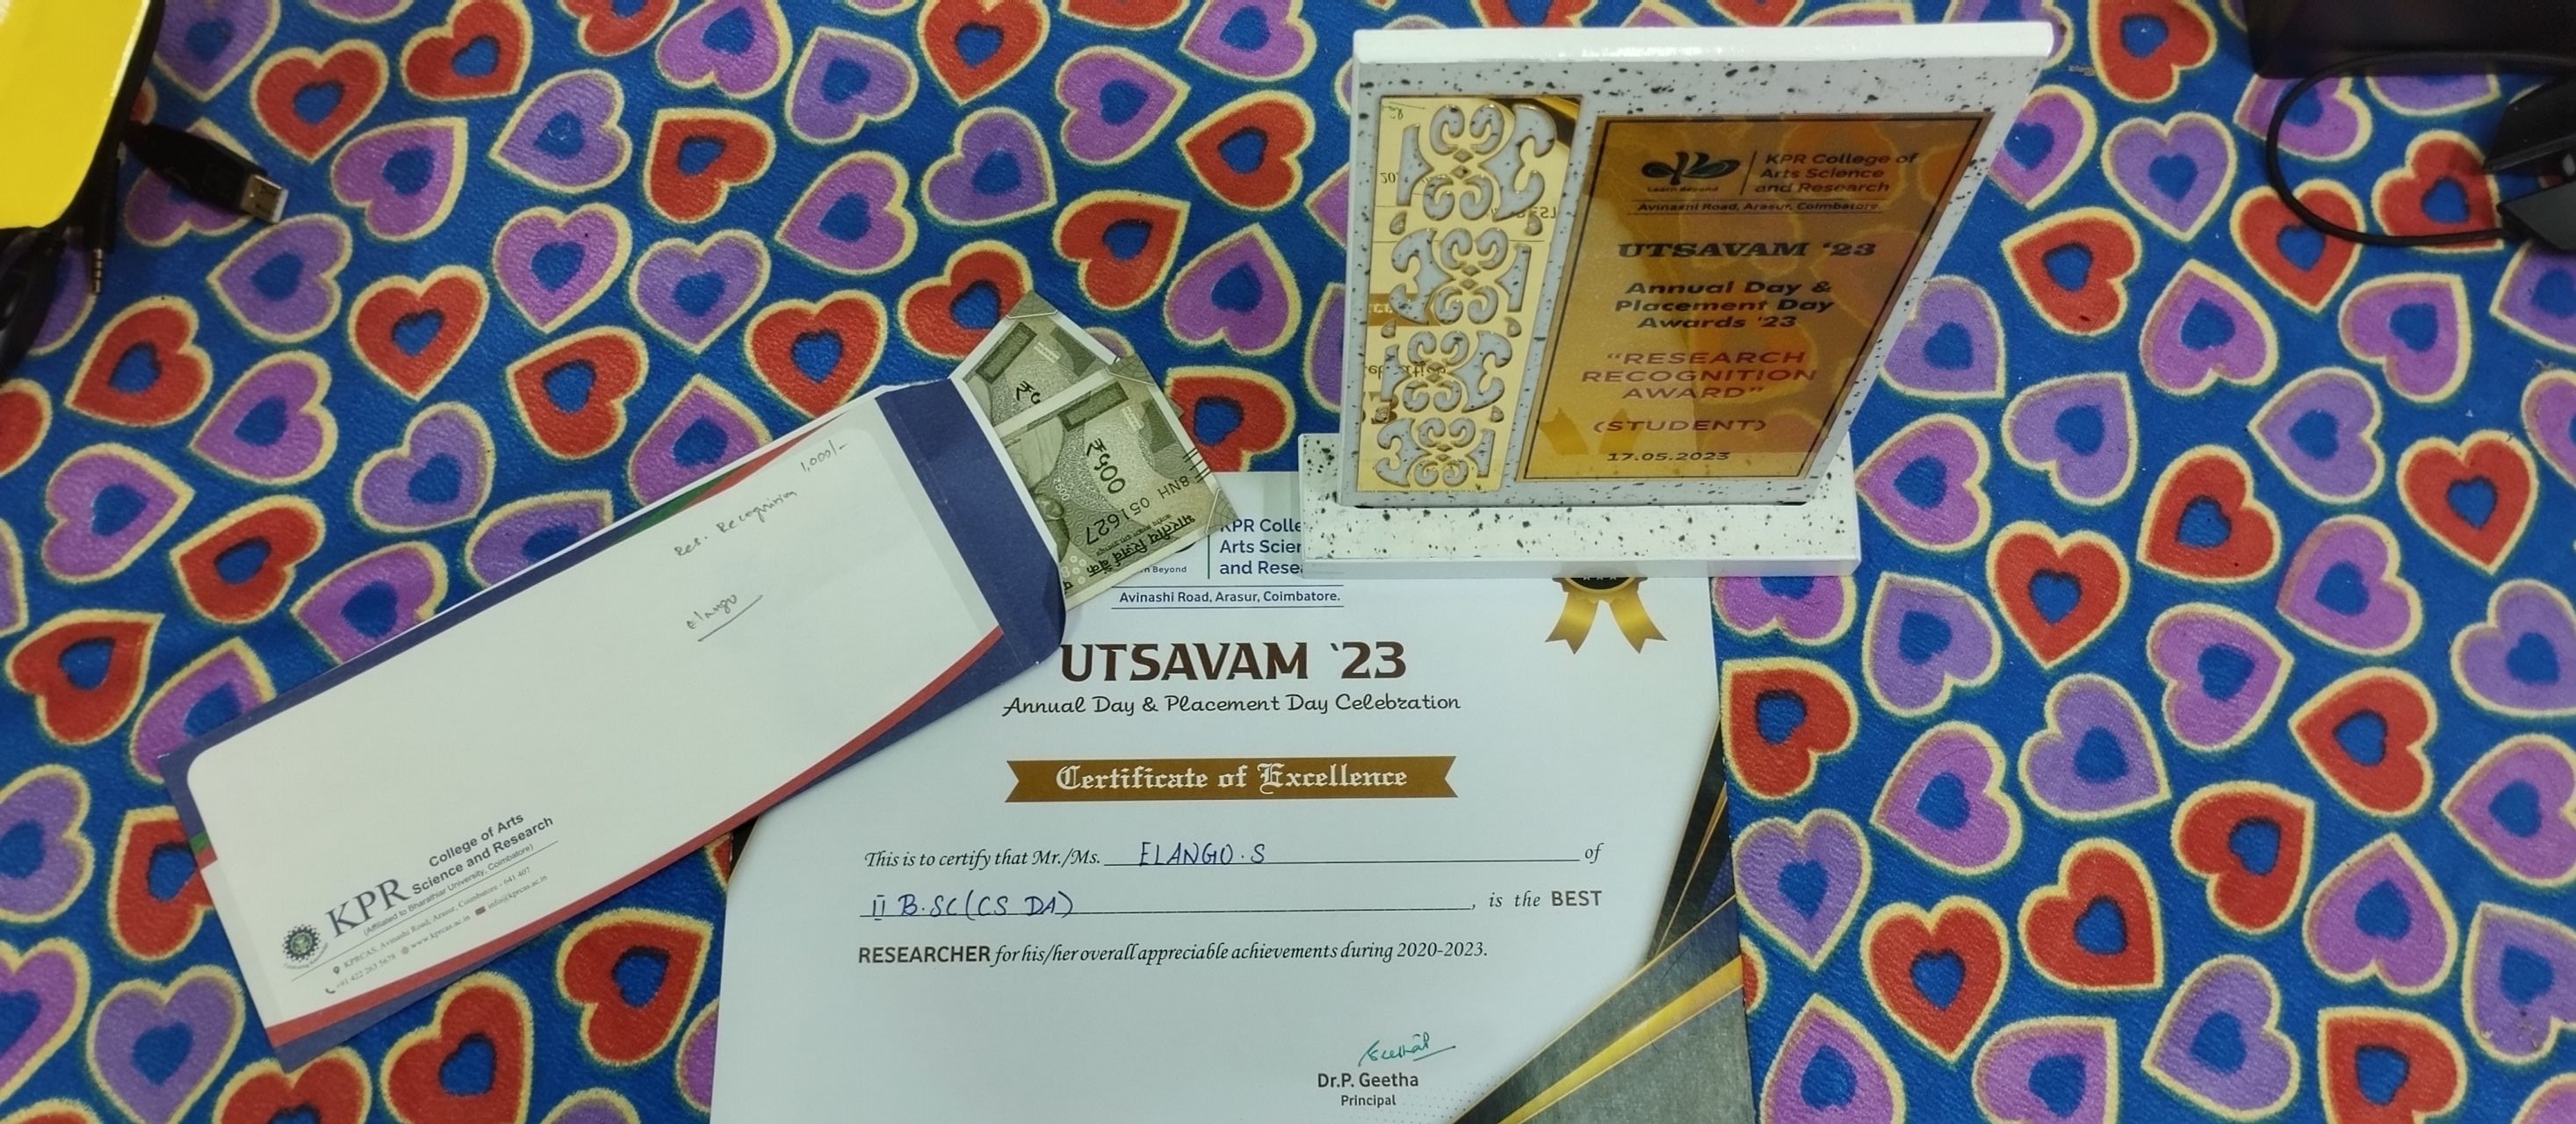 KPR College of
Arts Science
and Research
Learn Beyond
Avinashi Road, Arasur, Coimbatore.
UTSAVAM ‘23
Annual Day &
Placement Day
Awards '23
“RESEARCH
RECOGNITION
AWARD”
(STUDENT)
17.05.2023
₹500
8NH 051627
भारतीय रिज़र्व बैंक
1,000/-
Res. Recognition
elango
College of Arts
KPR Science and Research
(Affiliated to Bharathiar University, Coimbatore)
KPRCAS, Avinashi Road, Arasur, Coimbatore - 641 407
+91 422 263 5678 www.kprcas.ac.in info@kprcas.ac.in
KPR Colle
Arts Scien
and Resea
n Beyond
Avinashi Road, Arasur, Coimbatore.
UTSAVAM ‘23
Annual Day & Placement Day Celebration
Certificate of Excellence
This is to certify that Mr./Ms. ELANGO.S of
II B.SC (CS DA), is the BEST
RESEARCHER for his/her overall appreciable achievements during 2020-2023.
Dr.P. Geetha
Principal